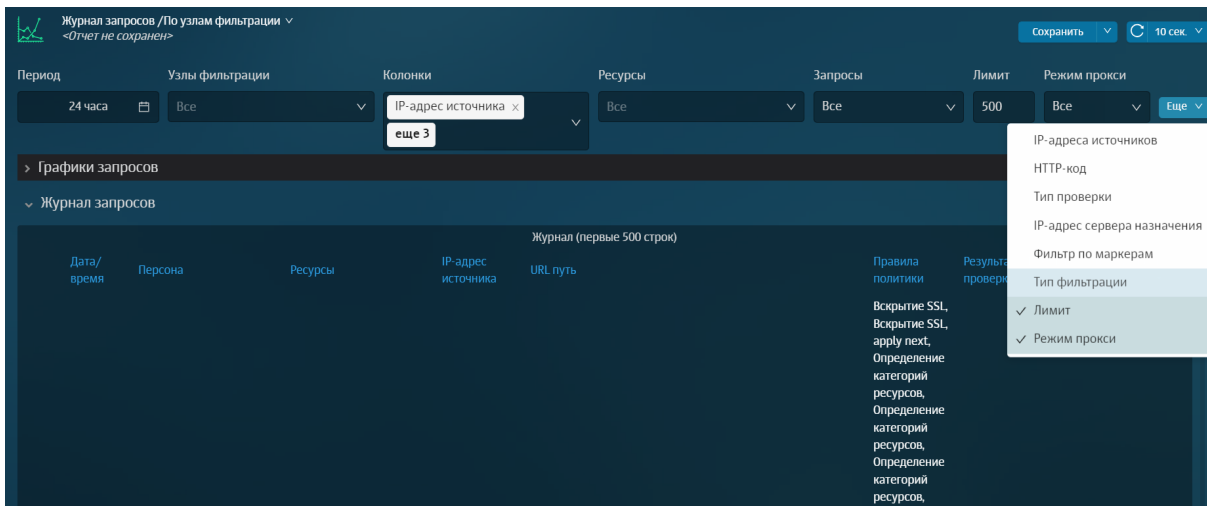 Журнал запросов /По узлам фильтрации
<Отчет не сохранен>
Сохранить
10 сек.
Период
Узлы фильтрации
Колонки
Ресурсы
Запросы
Лимит
Режим прокси
24 часа
Все
IP-адрес источника ×
еще 3
Все
Все
500
Все
Еще
IP-адреса источников
HTTP-код
Тип проверки
IP-адрес сервера назначения
Фильтр по маркерам
Тип фильтрации
Лимит
Режим прокси
Графики запросов
Журнал запросов
Журнал (первые 500 строк)
Дата/
время
Персона
Ресурсы
IP-адрес
источника
URL путь
Правила
политики
Вскрытие SSL,
Вскрытие SSL,
apply next,
Определение
категорий
ресурсов,
Определение
категорий
ресурсов,
Определение
категорий
ресурсов,